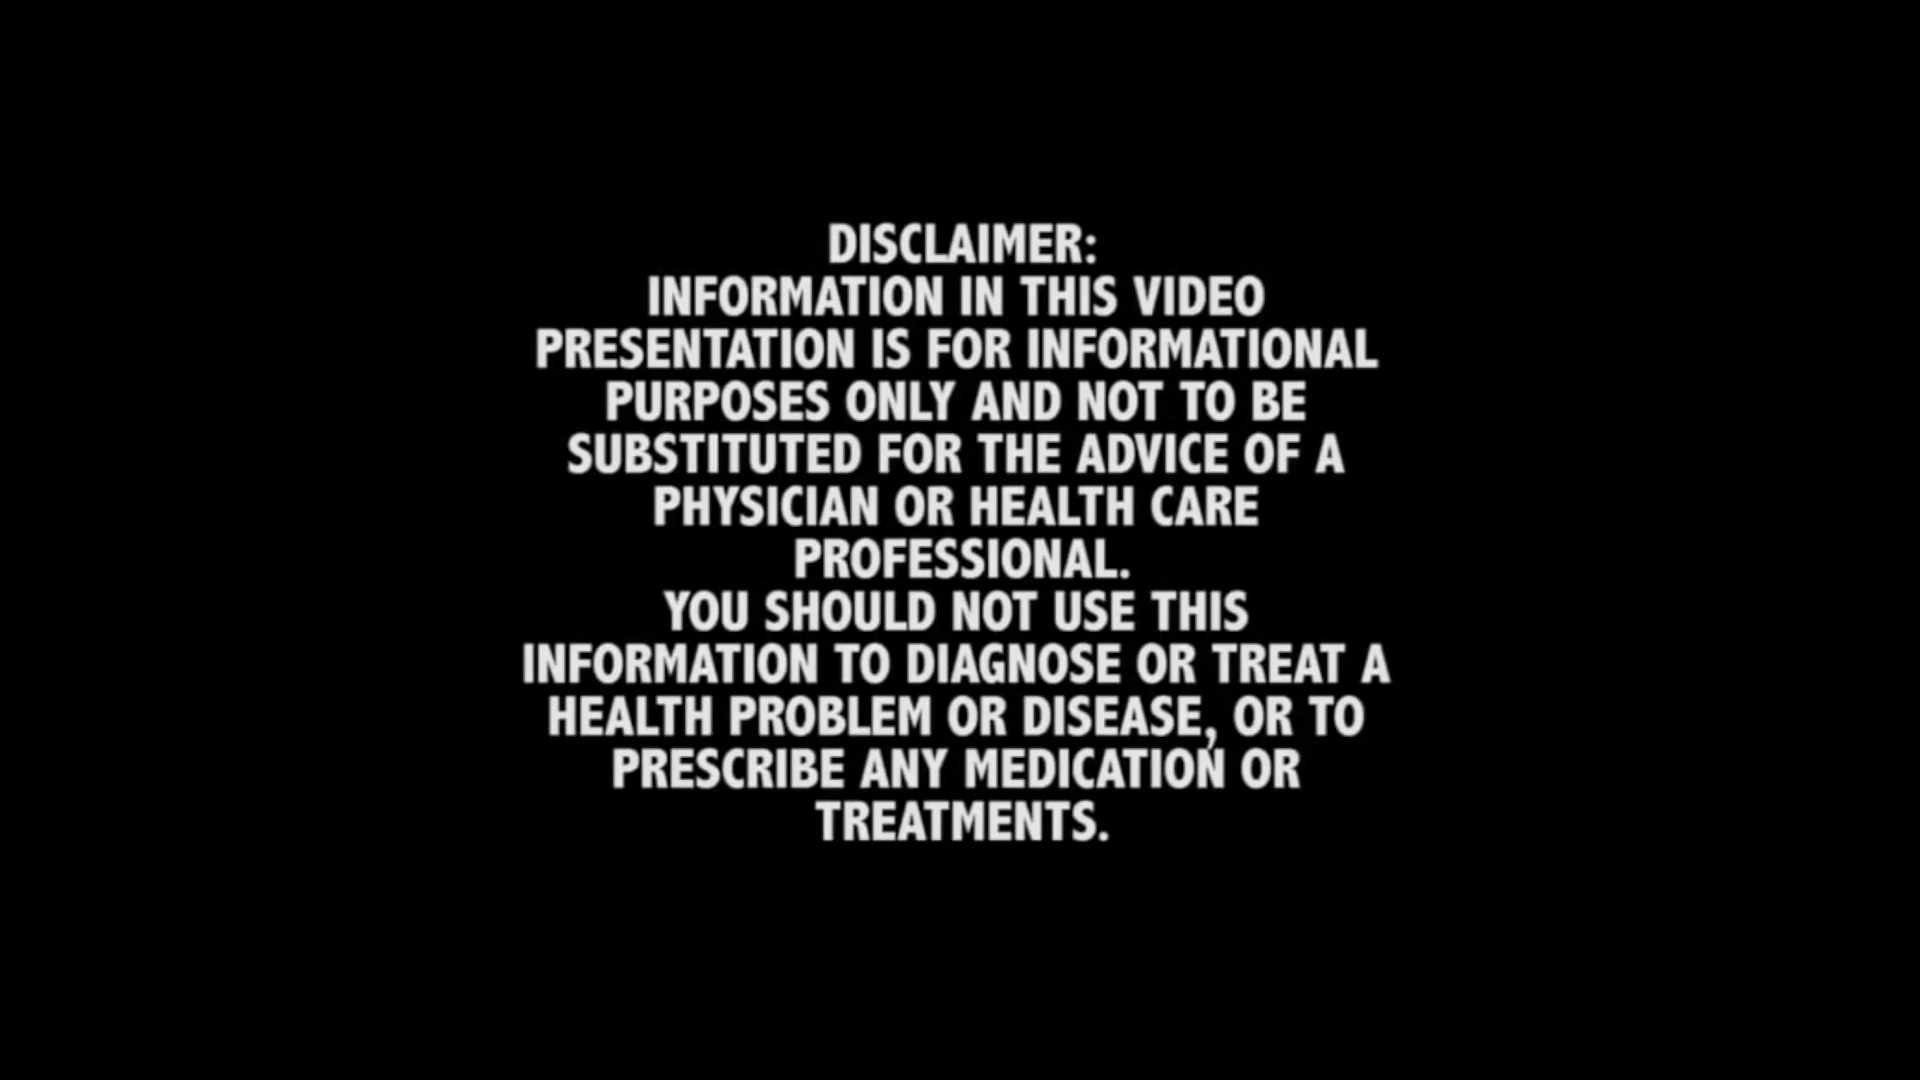 DISCLAIMER:
INFORMATION IN THIS VIDEO
PRESENTATION IS FOR INFORMATIONAL
PURPOSES ONLY AND NOT TO BE
SUBSTITUTED FOR THE ADVICE OF A
PHYSICIAN OR HEALTH CARE
PROFESSIONAL.
YOU SHOULD NOT USE THIS
INFORMATION TO DIAGNOSE OR TREAT A
HEALTH PROBLEM OR DISEASE, OR TO
PRESCRIBE ANY MEDICATION OR
TREATMENTS.